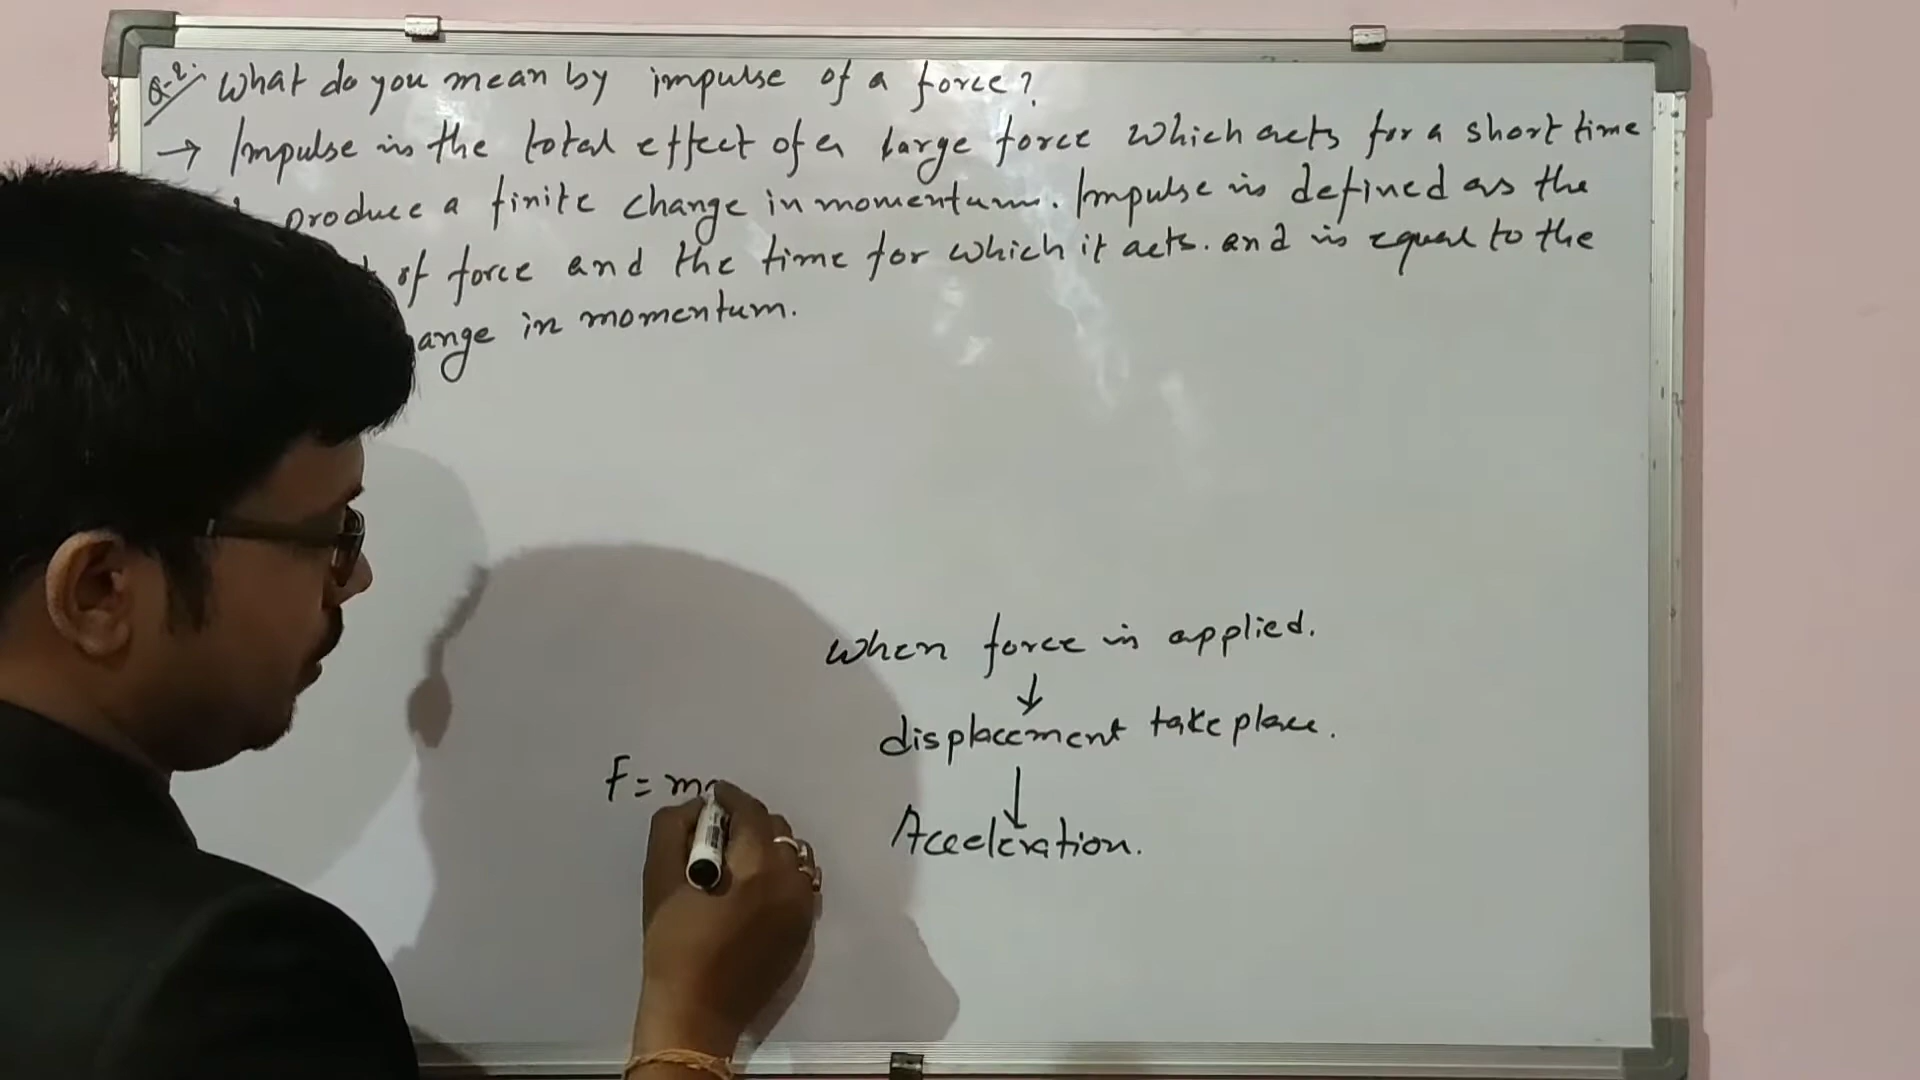 Q-2. What do you mean by impulse of a force?
→ Impulse is the total effect of a large force which acts for a short time
produce a finite change in momentum. Impulse is defined as the
of force and the time for which it acts. and is equal to the
ange in momentum.
When force is applied.
↓
displacement take place.
↓
Acceleration.
F = ma